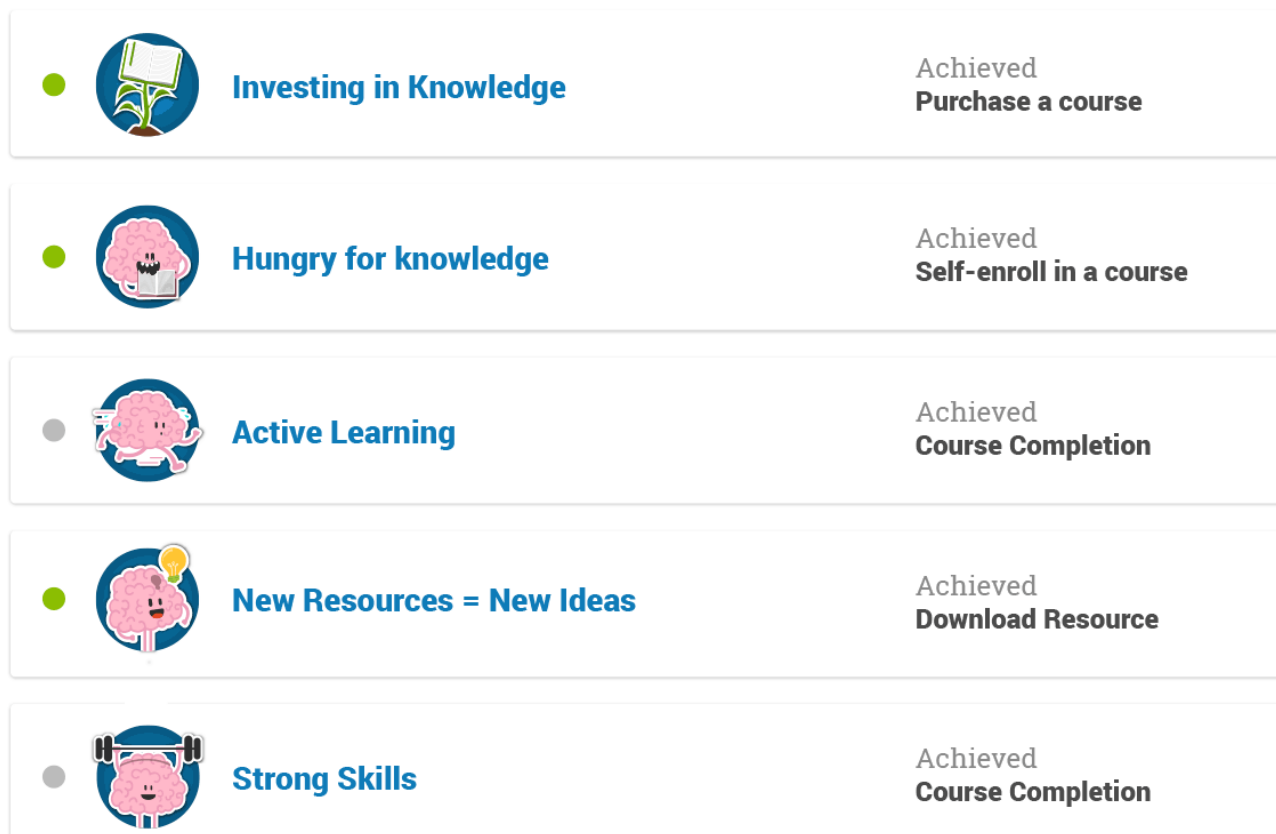 Investing in Knowledge
Achieved
Purchase a course
Hungry for knowledge
Achieved
Self-enroll in a course
Active Learning
Achieved
Course Completion
New Resources = New Ideas
Achieved
Download Resource
Strong Skills
Achieved
Course Completion